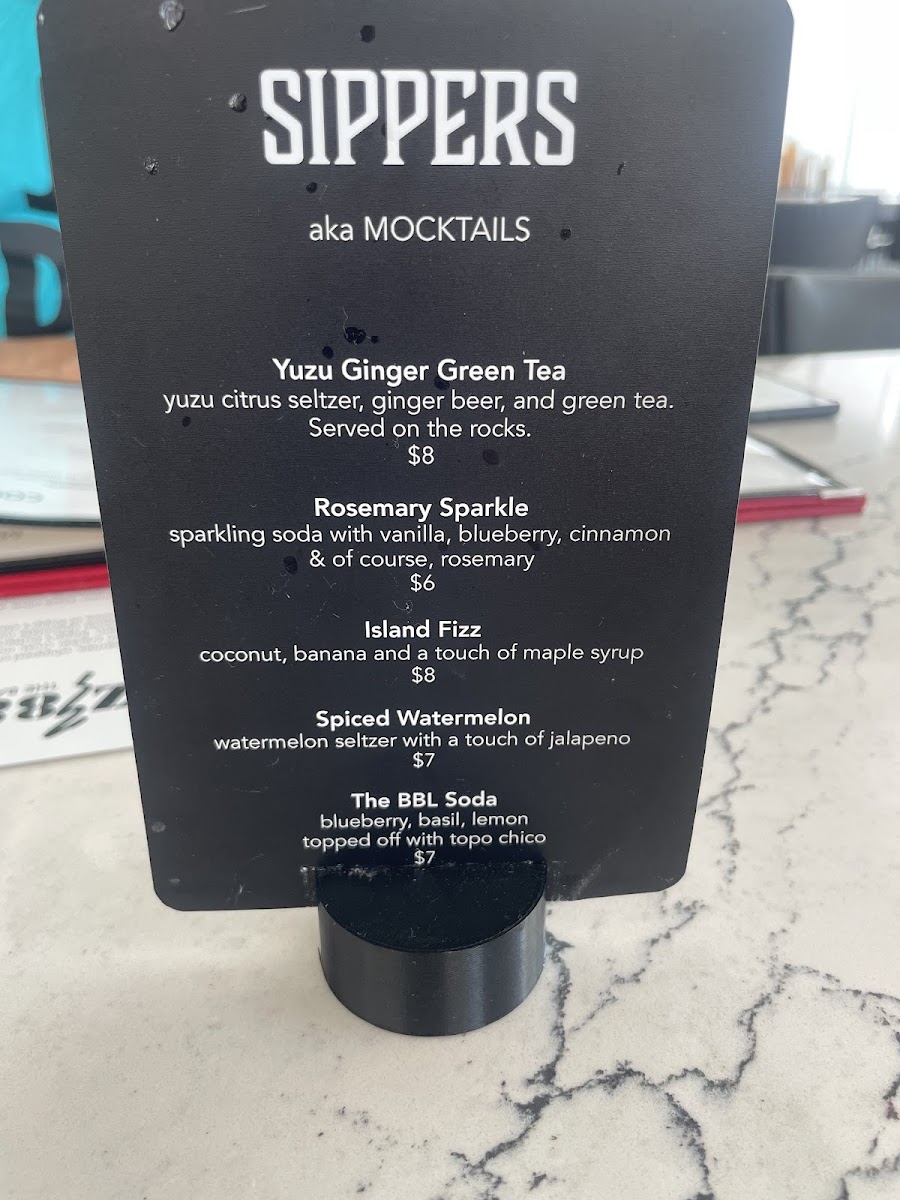 SIPPERS
aka MOCKTAILS
Yuzu Ginger Green Tea
yuzu citrus seltzer, ginger beer, and green tea.
Served on the rocks.
$8
Rosemary Sparkle
sparkling soda with vanilla, blueberry, cinnamon
& of course, rosemary
$6
Island Fizz
coconut, banana and a touch of maple syrup
$8
Spiced Watermelon
watermelon seltzer with a touch of jalapeno
$7
The BBL Soda
blueberry, basil, lemon
topped off with topo chico
$7